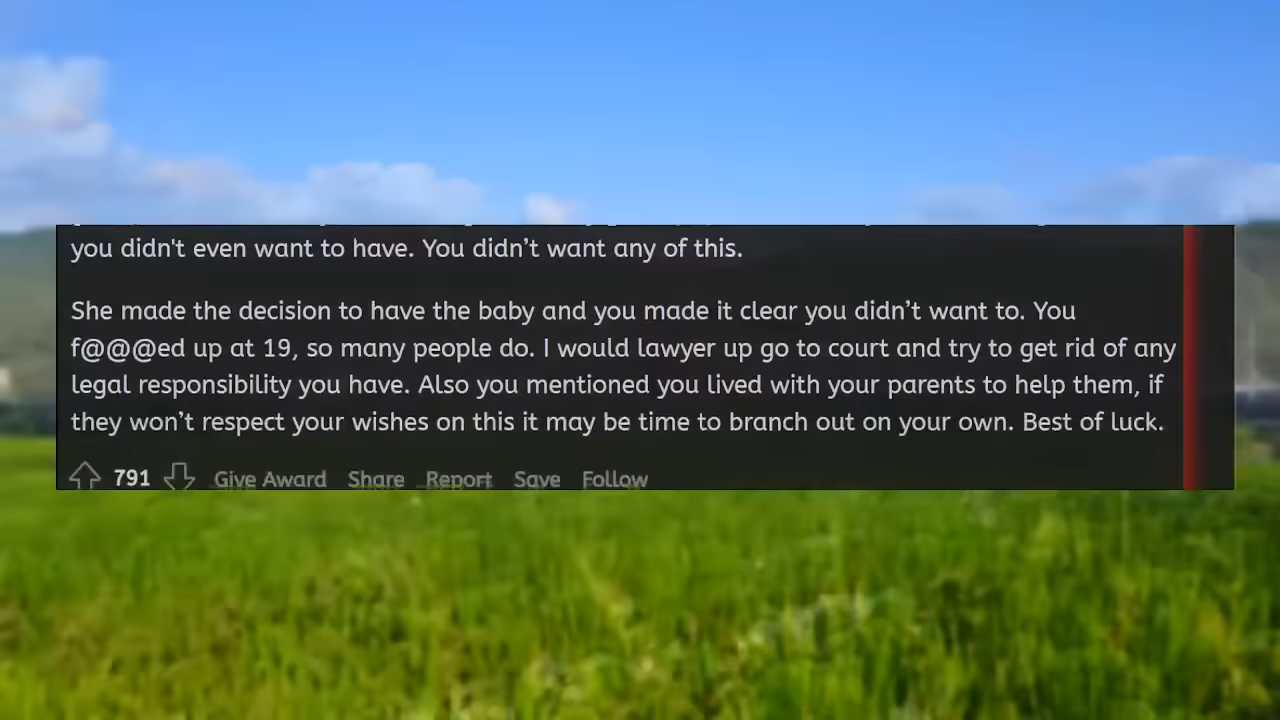 you didn't even want to have. You didn’t want any of this.
She made the decision to have the baby and you made it clear you didn’t want to. You
f@@@ed up at 19, so many people do. I would lawyer up go to court and try to get rid of any
legal responsibility you have. Also you mentioned you lived with your parents to help them, if
they won’t respect your wishes on this it may be time to branch out on your own. Best of luck.
791 Give Award Share Report Save Follow